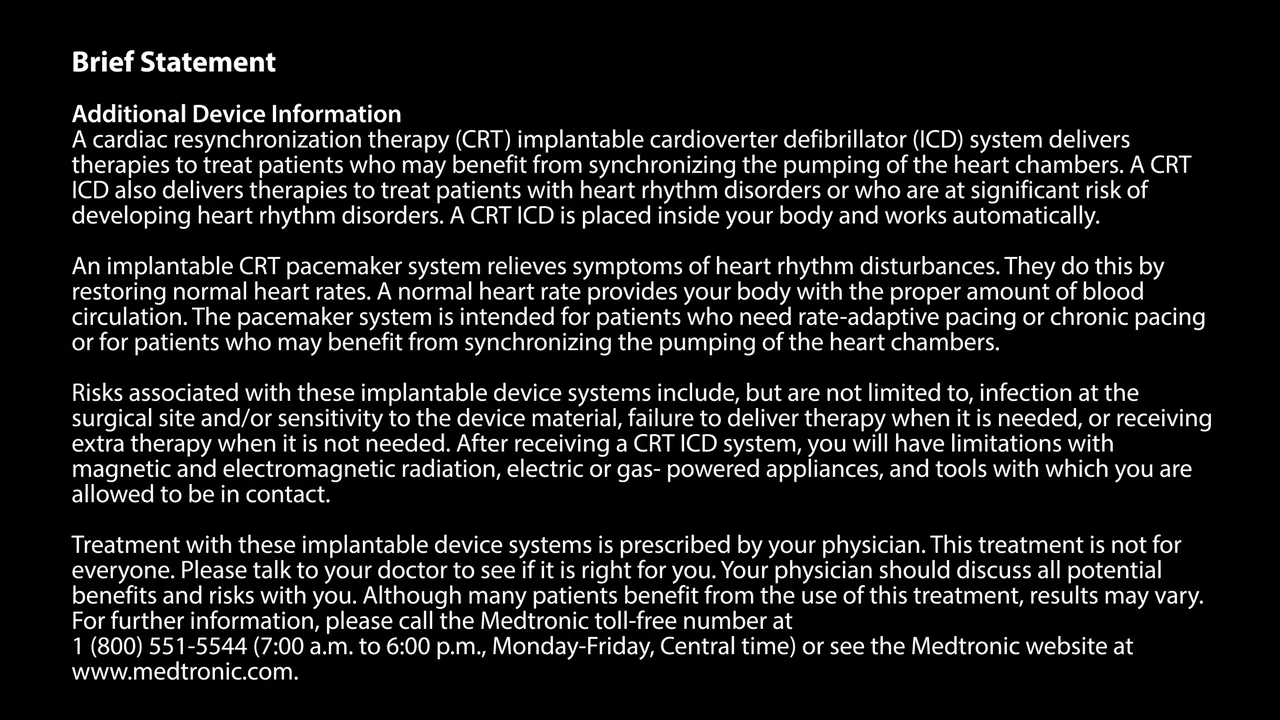 Brief Statement
Additional Device Information
A cardiac resynchronization therapy (CRT) implantable cardioverter defibrillator (ICD) system delivers
therapies to treat patients who may benefit from synchronizing the pumping of the heart chambers. A CRT
ICD also delivers therapies to treat patients with heart rhythm disorders or who are at significant risk of
developing heart rhythm disorders. A CRT ICD is placed inside your body and works automatically.
An implantable CRT pacemaker system relieves symptoms of heart rhythm disturbances. They do this by
restoring normal heart rates. A normal heart rate provides your body with the proper amount of blood
circulation. The pacemaker system is intended for patients who need rate-adaptive pacing or chronic pacing
or for patients who may benefit from synchronizing the pumping of the heart chambers.
Risks associated with these implantable device systems include, but are not limited to, infection at the
surgical site and/or sensitivity to the device material, failure to deliver therapy when it is needed, or receiving
extra therapy when it is not needed. After receiving a CRT ICD system, you will have limitations with
magnetic and electromagnetic radiation, electric or gas- powered appliances, and tools with which you are
allowed to be in contact.
Treatment with these implantable device systems is prescribed by your physician. This treatment is not for
everyone. Please talk to your doctor to see if it is right for you. Your physician should discuss all potential
benefits and risks with you. Although many patients benefit from the use of this treatment, results may vary.
For further information, please call the Medtronic toll-free number at
1 (800) 551-5544 (7:00 a.m. to 6:00 p.m., Monday-Friday, Central time) or see the Medtronic website at
www.medtronic.com.